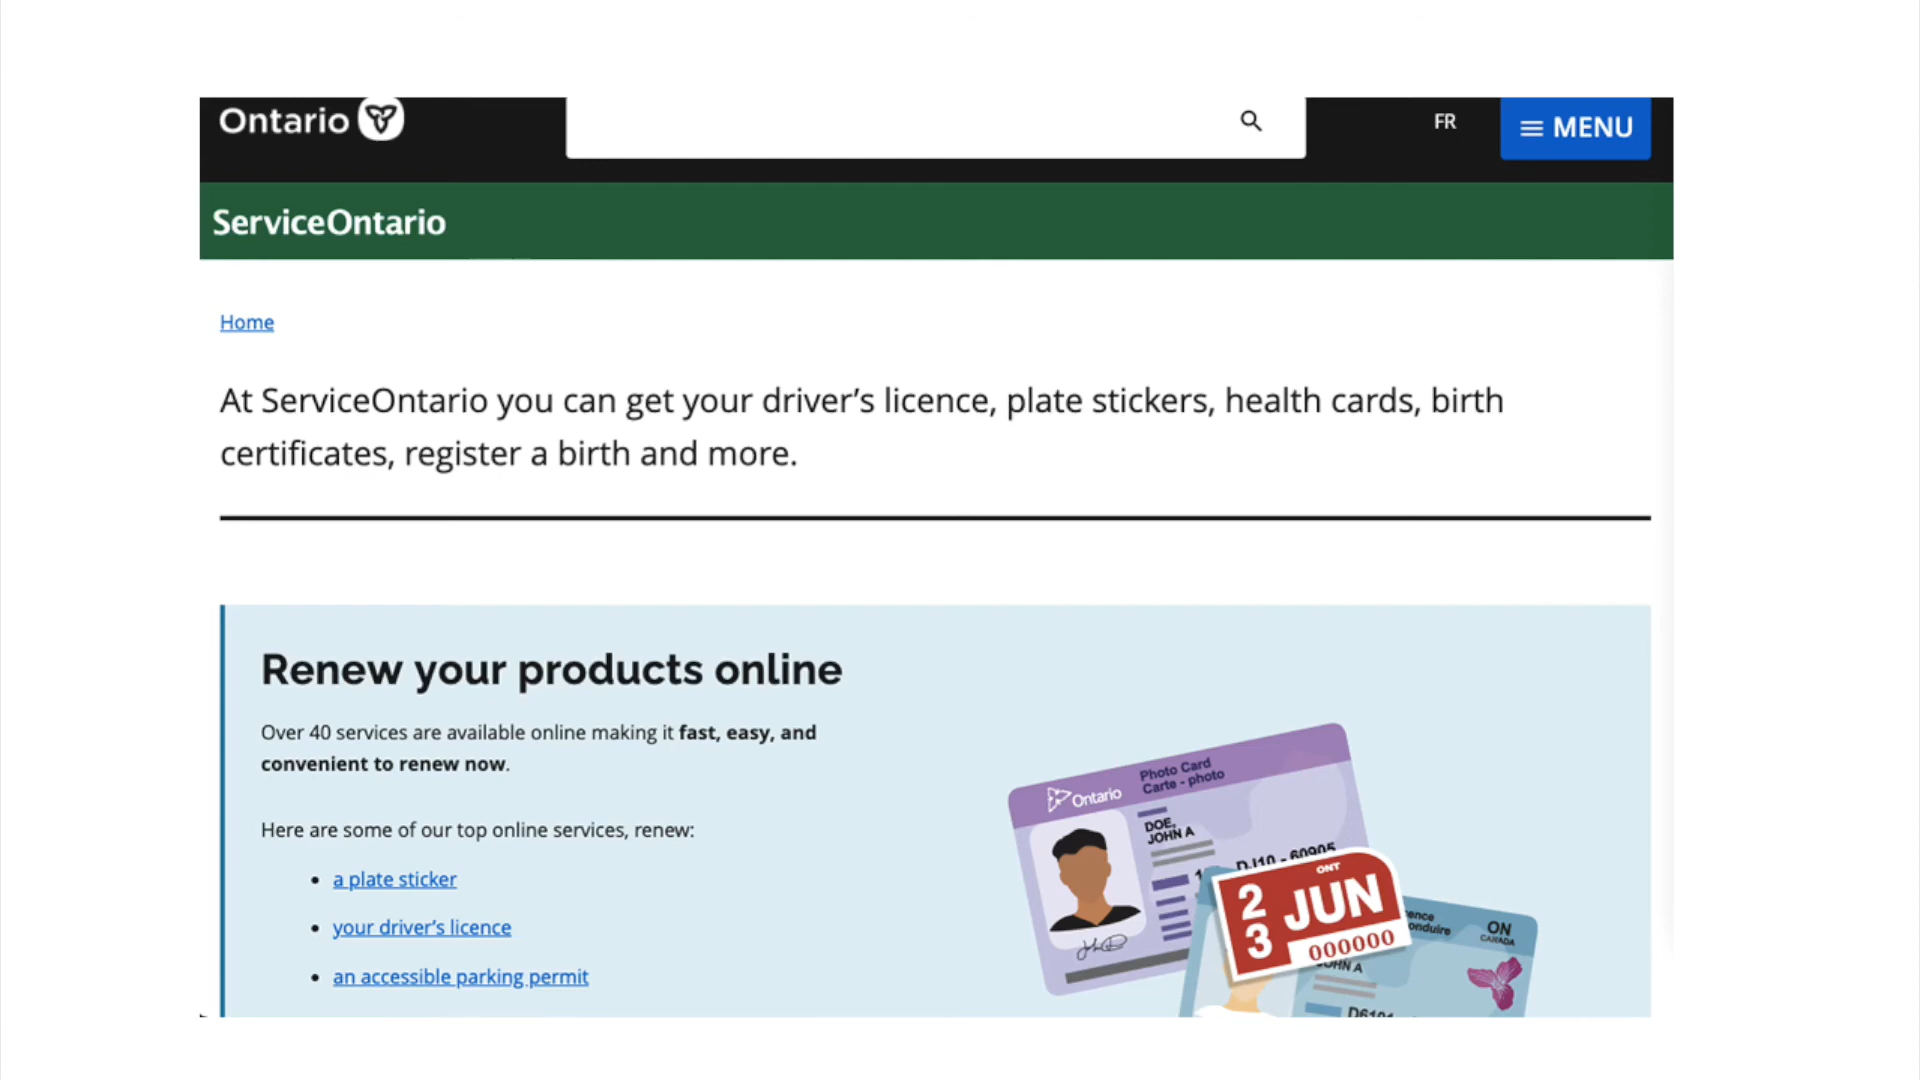 Ontario
FR
MENU
ServiceOntario
Home
At ServiceOntario you can get your driver's licence, plate stickers, health cards, birth
certificates, register a birth and more.
Renew your products online
Over 40 services are available online making it fast, easy, and
convenient to renew now.
Here are some of our top online services, renew:
a plate sticker
your driver's licence
an accessible parking permit
Ontario
Photo Card
Carte - photo
DOE,
JOHN A
DJ10 - 60905
ONT
23 JUN
000000
ON
CANADA